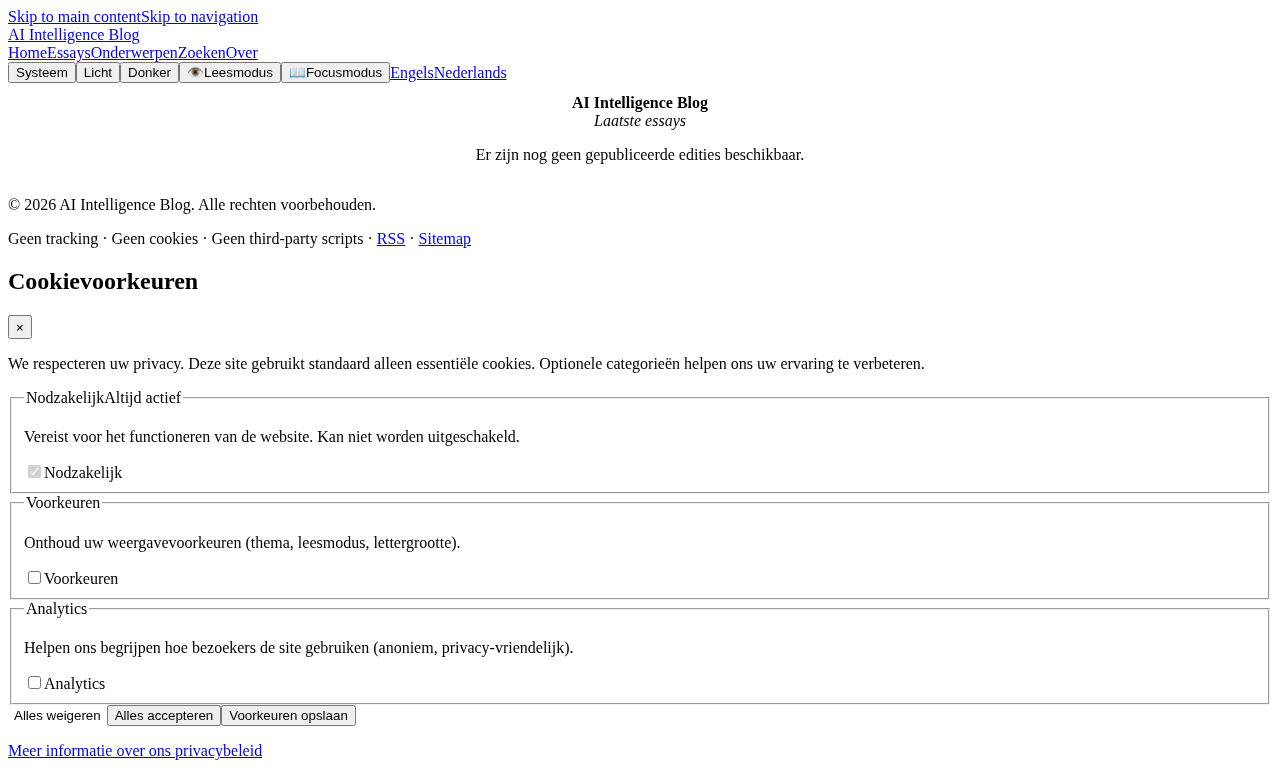 Skip to main contentSkip to navigation
AI Intelligence Blog
HomeEssaysOnderwerpenZoekenOver
Systeem Licht Donker 👁️Leesmodus 📖Focusmodus EngelsNederlands
AI Intelligence Blog
Laatste essays
Er zijn nog geen gepubliceerde edities beschikbaar.
© 2026 AI Intelligence Blog. Alle rechten voorbehouden.
Geen tracking · Geen cookies · Geen third-party scripts · RSS · Sitemap
Cookievoorkeuren
×
We respecteren uw privacy. Deze site gebruikt standaard alleen essentiële cookies. Optionele categorieën helpen ons uw ervaring te verbeteren.
NodzakelijkAltijd actief
Vereist voor het functioneren van de website. Kan niet worden uitgeschakeld.
Nodzakelijk
Voorkeuren
Onthoud uw weergavevoorkeuren (thema, leesmodus, lettergrootte).
Voorkeuren
Analytics
Helpen ons begrijpen hoe bezoekers de site gebruiken (anoniem, privacy-vriendelijk).
Analytics
Alles weigeren Alles accepteren Voorkeuren opslaan
Meer informatie over ons privacybeleid